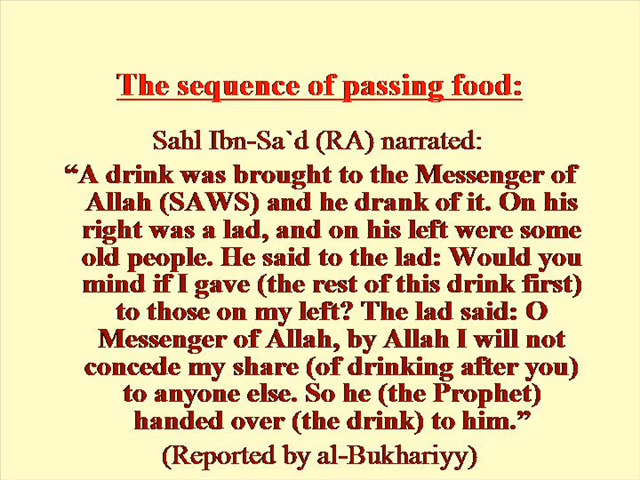 The sequence of passing food:
Sahl Ibn-Sa`d (RA) narrated:
“A drink was brought to the Messenger of
Allah (SAWS) and he drank of it. On his
right was a lad, and on his left were some
old people. He said to the lad: Would you
mind if I gave (the rest of this drink first)
to those on my left? The lad said: O
Messenger of Allah, by Allah I will not
concede my share (of drinking after you)
to anyone else. So he (the Prophet)
handed over (the drink) to him.”
(Reported by al-Bukhariyy)